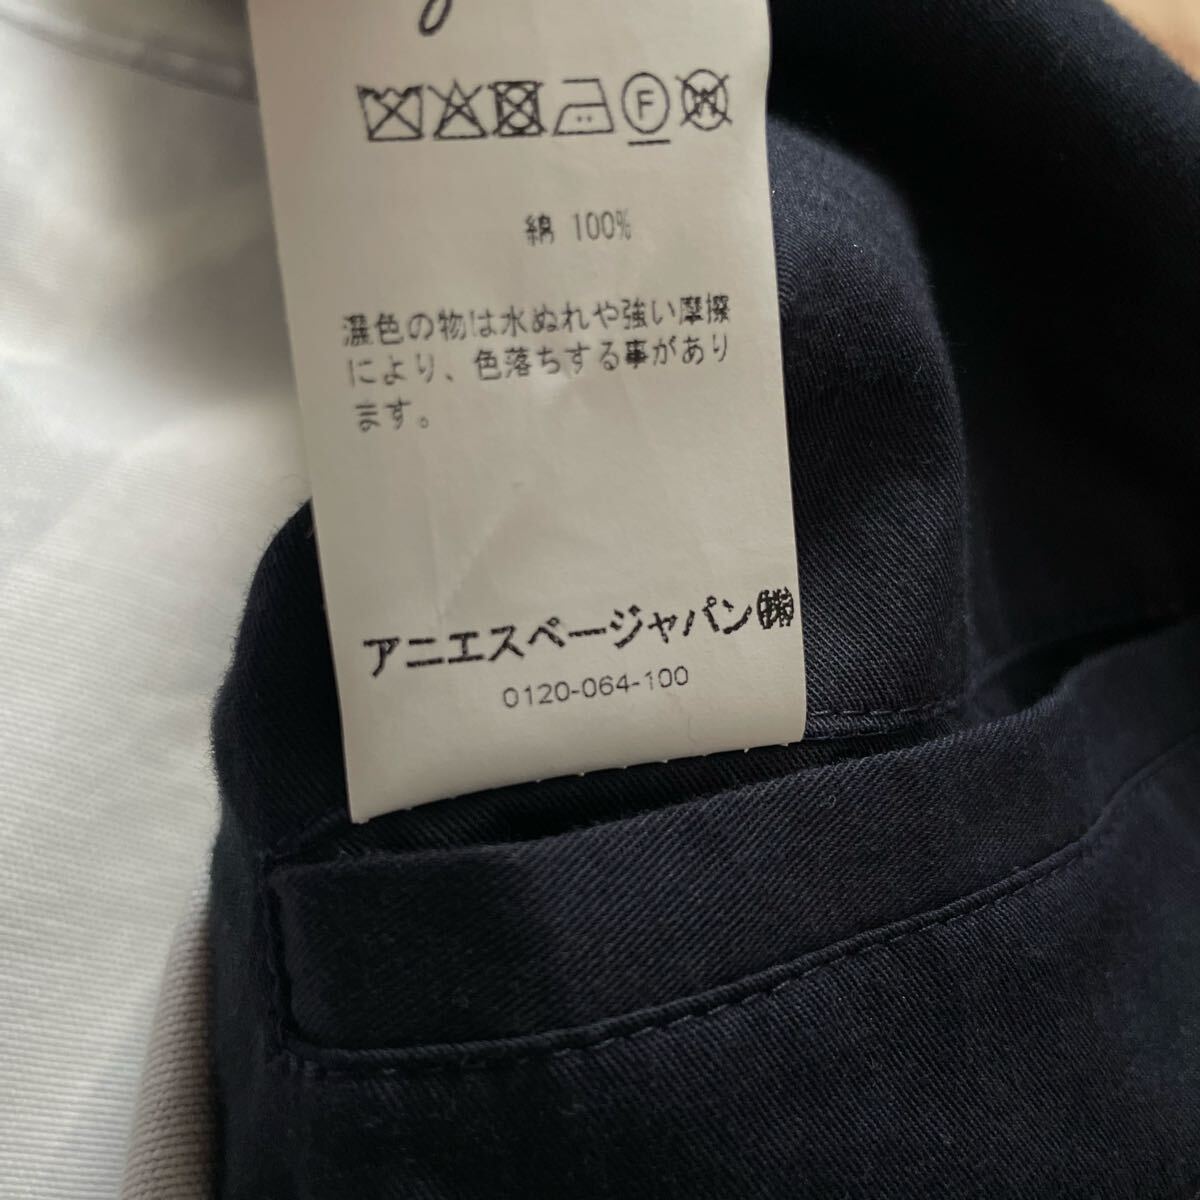 綿 100%
濃色の物は水ぬれや強い摩擦
により、色落ちする事があり
ます。
アニエスベージャパン㈱
0120-064-100